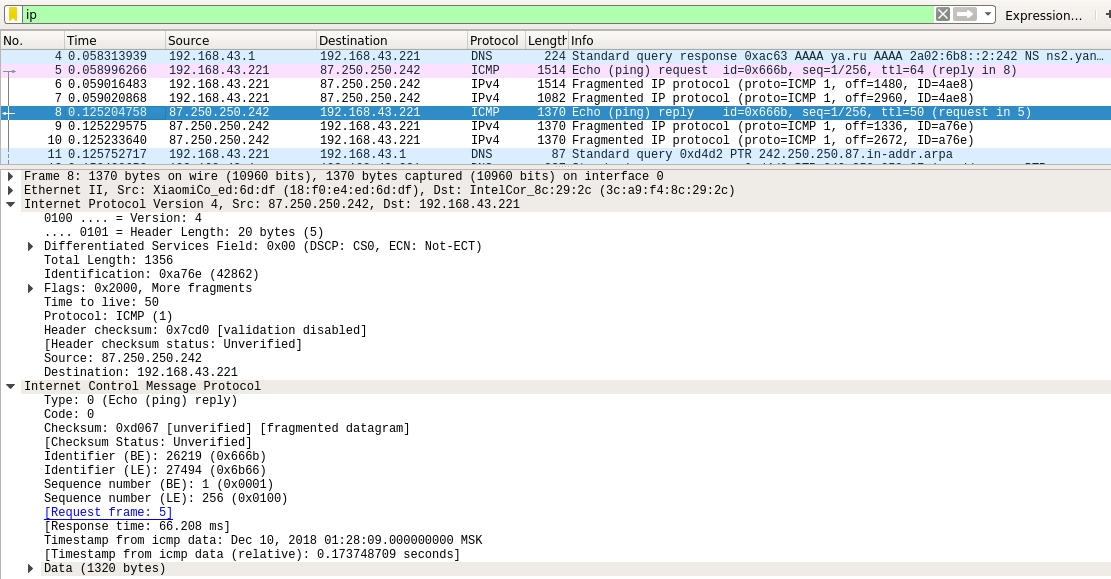 ip Expression… +
No. Time Source Destination Protocol Length Info
4 0.058313939 192.168.43.1 192.168.43.221 DNS 224 Standard query response 0xac63 AAAA ya.ru AAAA 2a02:6b8::2:242 NS ns2.yan…
5 0.058996266 192.168.43.221 87.250.250.242 ICMP 1514 Echo (ping) request id=0x666b, seq=1/256, ttl=64 (reply in 8)
6 0.059016483 192.168.43.221 87.250.250.242 IPv4 1514 Fragmented IP protocol (proto=ICMP 1, off=1480, ID=4ae8)
7 0.059020868 192.168.43.221 87.250.250.242 IPv4 1082 Fragmented IP protocol (proto=ICMP 1, off=2960, ID=4ae8)
8 0.125204758 87.250.250.242 192.168.43.221 ICMP 1370 Echo (ping) reply id=0x666b, seq=1/256, ttl=50 (request in 5)
9 0.125229575 87.250.250.242 192.168.43.221 IPv4 1370 Fragmented IP protocol (proto=ICMP 1, off=1336, ID=a76e)
10 0.125233640 87.250.250.242 192.168.43.221 IPv4 1370 Fragmented IP protocol (proto=ICMP 1, off=2672, ID=a76e)
11 0.125752717 192.168.43.221 192.168.43.1 DNS 87 Standard query 0xd4d2 PTR 242.250.250.87.in-addr.arpa
Frame 8: 1370 bytes on wire (10960 bits), 1370 bytes captured (10960 bits) on interface 0
Ethernet II, Src: XiaomiCo_ed:6d:df (18:f0:e4:ed:6d:df), Dst: IntelCor_8c:29:2c (3c:a9:f4:8c:29:2c)
Internet Protocol Version 4, Src: 87.250.250.242, Dst: 192.168.43.221
0100 .... = Version: 4
.... 0101 = Header Length: 20 bytes (5)
Differentiated Services Field: 0x00 (DSCP: CS0, ECN: Not-ECT)
Total Length: 1356
Identification: 0xa76e (42862)
Flags: 0x2000, More fragments
Time to live: 50
Protocol: ICMP (1)
Header checksum: 0x7cd0 [validation disabled]
[Header checksum status: Unverified]
Source: 87.250.250.242
Destination: 192.168.43.221
Internet Control Message Protocol
Type: 0 (Echo (ping) reply)
Code: 0
Checksum: 0xd067 [unverified] [fragmented datagram]
[Checksum Status: Unverified]
Identifier (BE): 26219 (0x666b)
Identifier (LE): 27494 (0x6b66)
Sequence number (BE): 1 (0x0001)
Sequence number (LE): 256 (0x0100)
[Request frame: 5]
[Response time: 66.208 ms]
Timestamp from icmp data: Dec 10, 2018 01:28:09.000000000 MSK
[Timestamp from icmp data (relative): 0.173748709 seconds]
Data (1320 bytes)